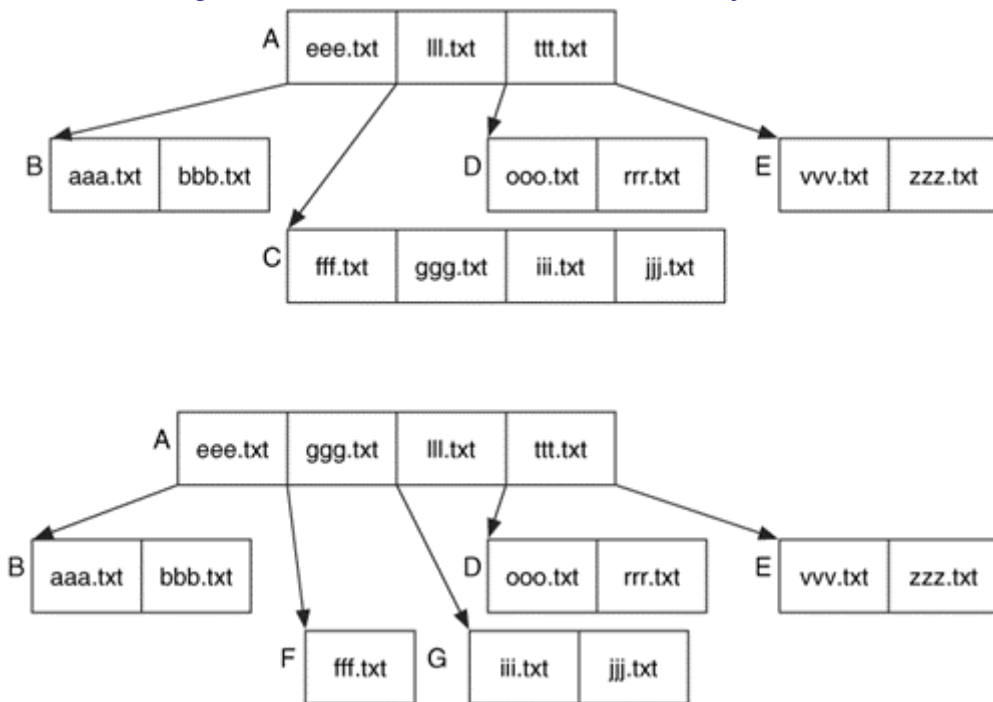 A eee.txt lll.txt ttt.txt
B aaa.txt bbb.txt D ooo.txt rrr.txt E vvv.txt zzz.txt
C fff.txt ggg.txt iii.txt jjj.txt
A eee.txt ggg.txt lll.txt ttt.txt
B aaa.txt bbb.txt D ooo.txt rrr.txt E vvv.txt zzz.txt
F fff.txt G iii.txt jjj.txt